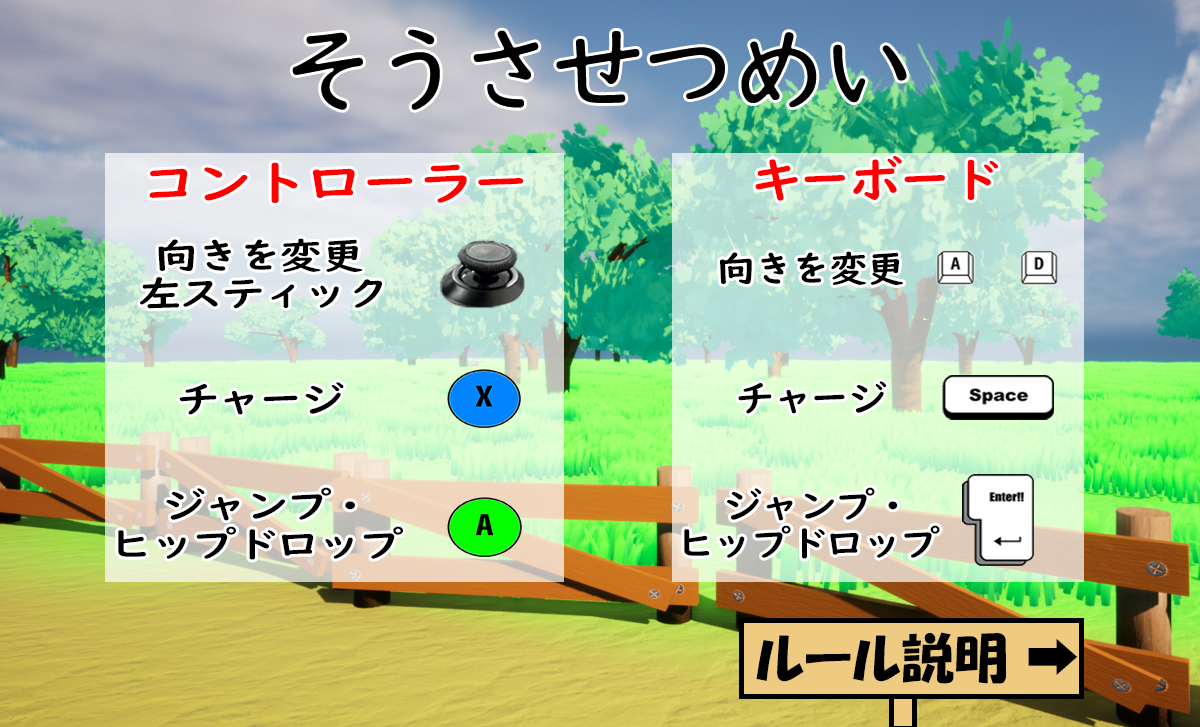 そうさせつめい
コントローラー
向きを変更
左スティック
チャージ
X
ジャンプ・
ヒップドロップ
A
キーボード
向きを変更
A
D
チャージ
Space
ジャンプ・
ヒップドロップ
Enter!!
ルール説明